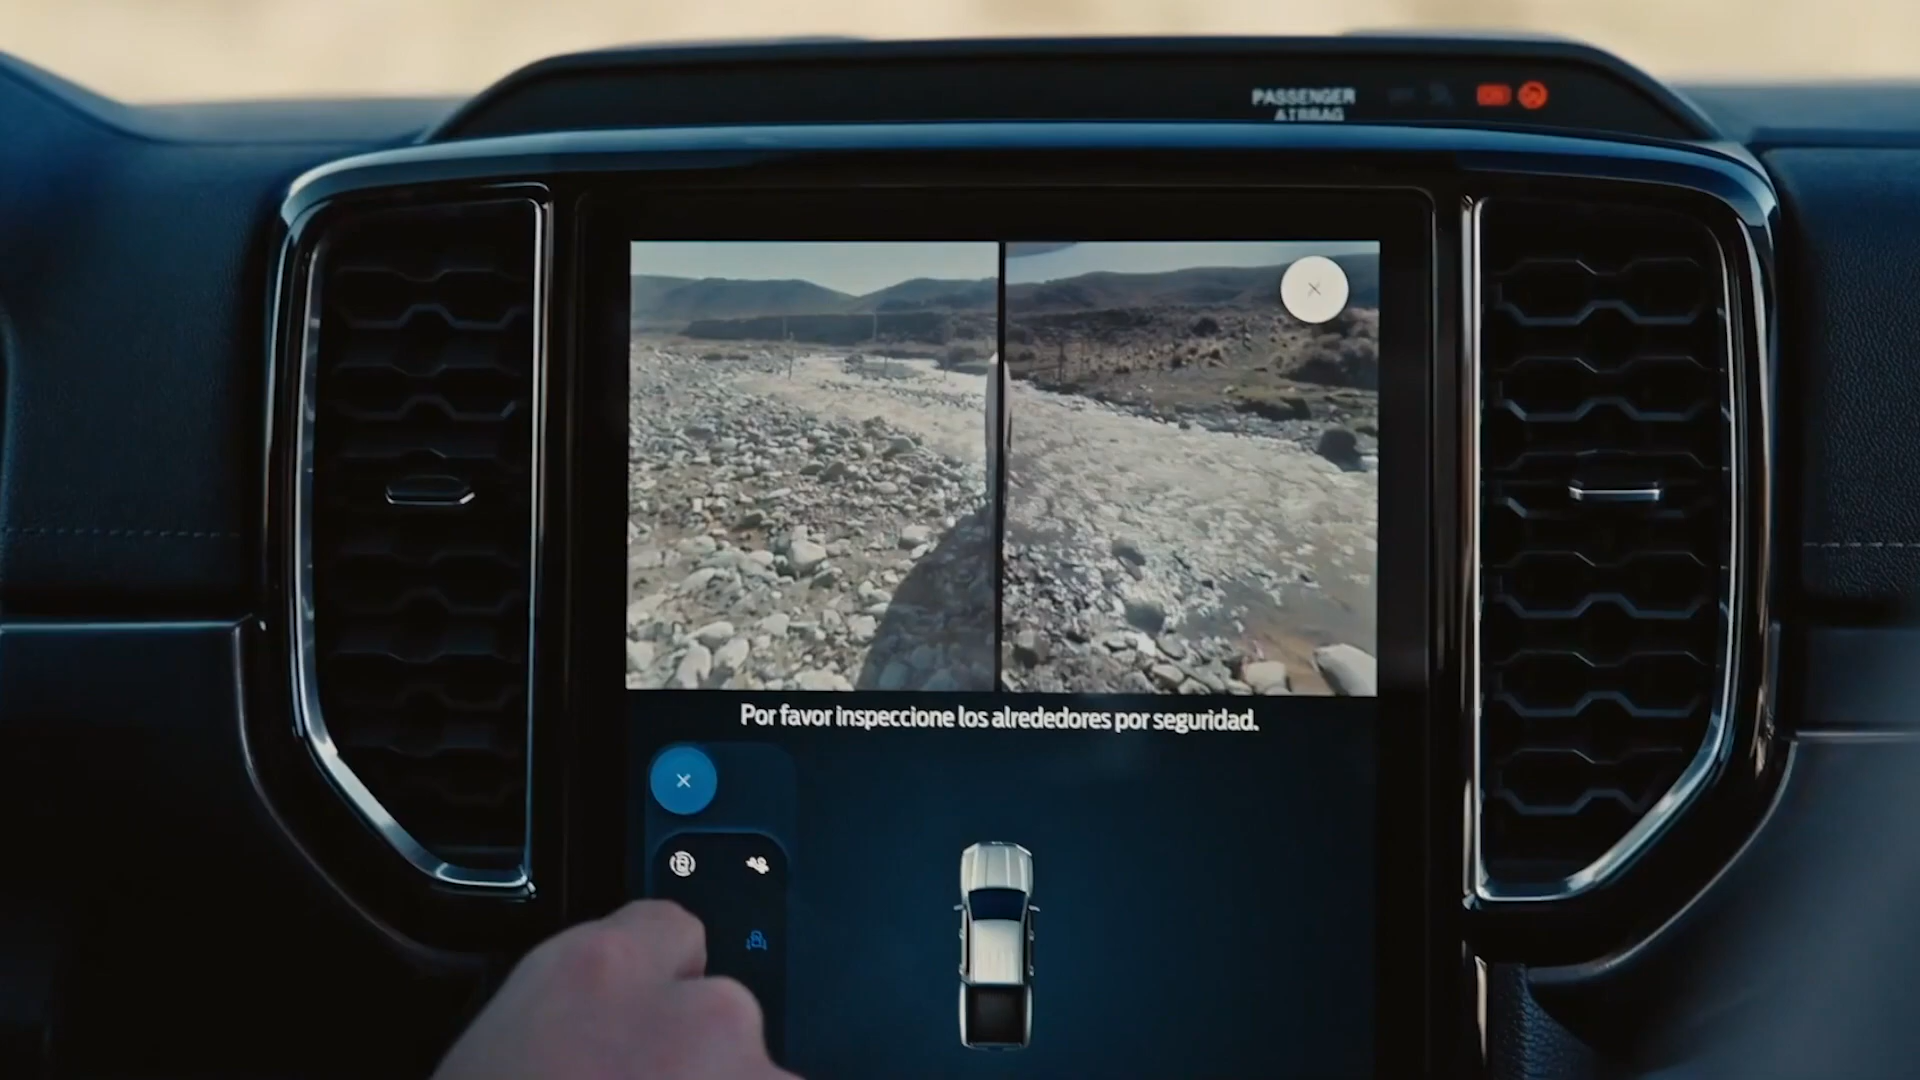 PASSENGER
AIRBAG
Por favor inspeccione los alrededores por seguridad.